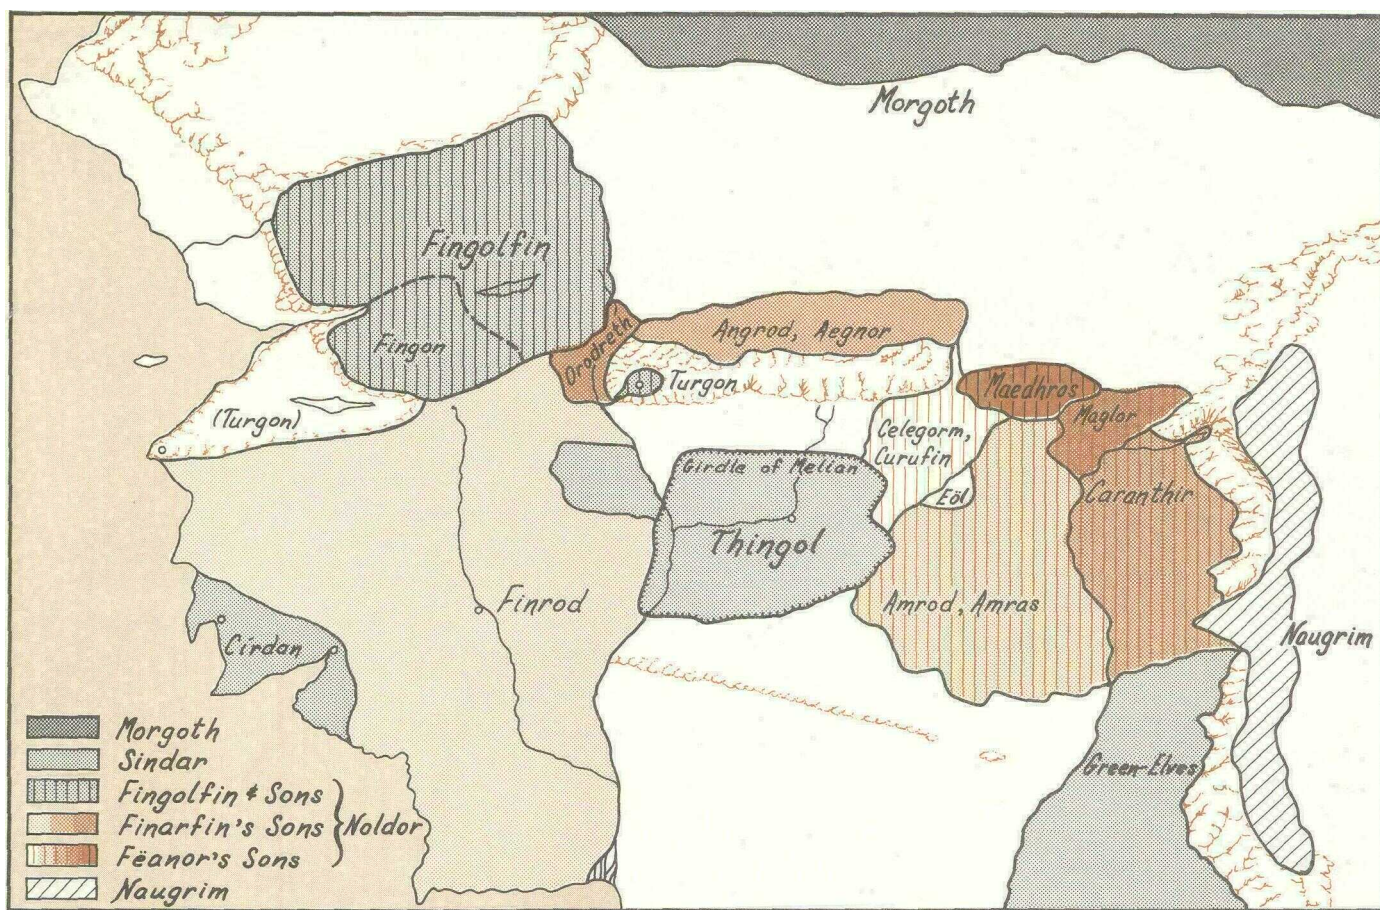 Morgoth
Fingolfin
Fingon
Orodreth
Angrod, Aegnor
Turgon
(Turgon)
Maedhros
Maglor
Celegorm,
Curufin
Girdle of Melian
Eöl
Caranthir
Thingol
Finrod
Amrod, Amras
Naugrim
Círdan
Green-Elves
Morgoth
Sindar
Fingolfin & Sons
Finarfin's Sons
Noldor
Fëanor's Sons
Naugrim